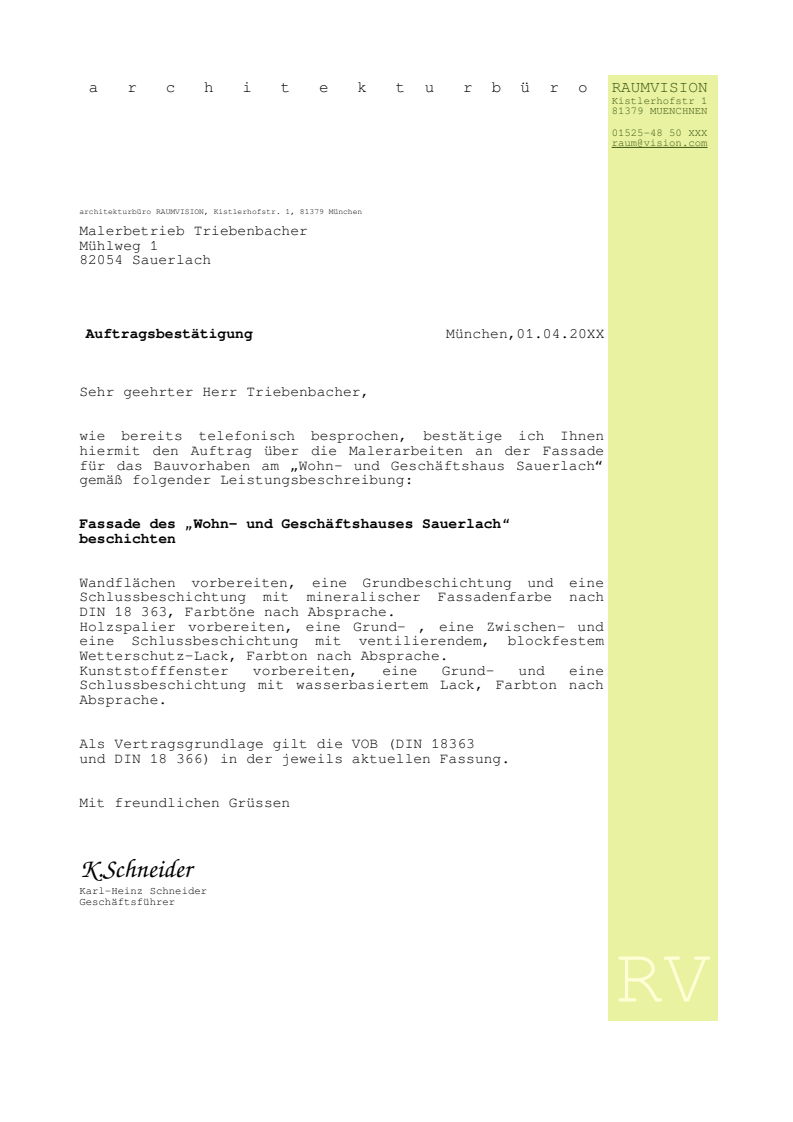 a r c h i t e k t u r b ü r o
RAUMVISION
Kistlerhofstr 1
81379 MUENCHNEN
01525-48 50 XXX
raum@vision.com
architekturbüro RAUMVISION, Kistlerhofstr. 1, 81379 München
Malerbetrieb Triebenbacher
Mühlweg 1
82054 Sauerlach
Auftragsbestätigung München,01.04.20XX
Sehr geehrter Herr Triebenbacher,
wie bereits telefonisch besprochen, bestätige ich Ihnen
hiermit den Auftrag über die Malerarbeiten an der Fassade
für das Bauvorhaben am „Wohn- und Geschäftshaus Sauerlach“
gemäß folgender Leistungsbeschreibung:
Fassade des „Wohn- und Geschäftshauses Sauerlach“
beschichten
Wandflächen vorbereiten, eine Grundbeschichtung und eine
Schlussbeschichtung mit mineralischer Fassadenfarbe nach
DIN 18 363, Farbtöne nach Absprache.
Holzspalier vorbereiten, eine Grund- , eine Zwischen- und
eine Schlussbeschichtung mit ventilierendem, blockfestem
Wetterschutz-Lack, Farbton nach Absprache.
Kunststofffenster vorbereiten, eine Grund- und eine
Schlussbeschichtung mit wasserbasiertem Lack, Farbton nach
Absprache.
Als Vertragsgrundlage gilt die VOB (DIN 18363
und DIN 18 366) in der jeweils aktuellen Fassung.
Mit freundlichen Grüssen
K.Schneider
Karl-Heinz Schneider
Geschäftsführer
RV